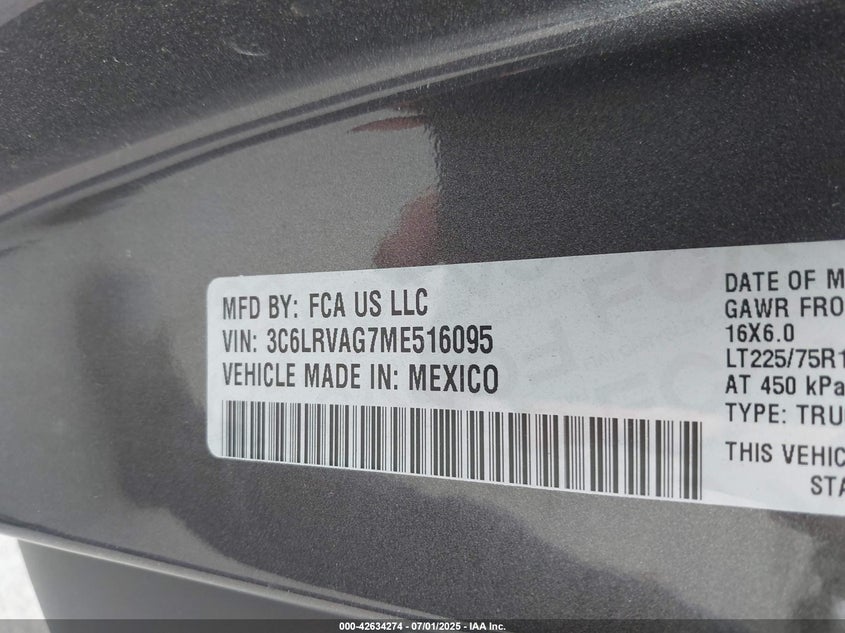 MFD BY: FCA US LLC
VIN: 3C6LRVAG7ME516095
VEHICLE MADE IN: MEXICO
DATE OF M
GAWR FRO
16X6.0
LT225/75R1
AT 450 kPa
TYPE: TRU
THIS VEHIC
STA
000-42634274 - 07/01/2025 - IAA Inc.